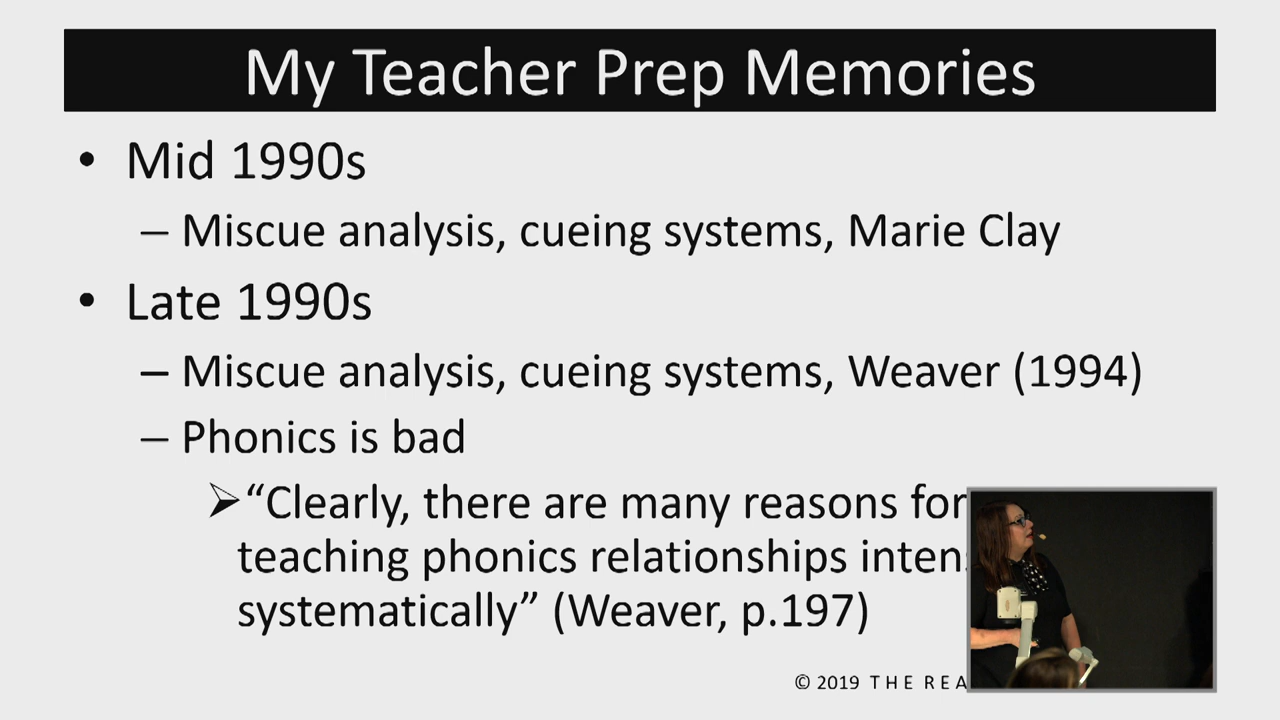 My Teacher Prep Memories
• Mid 1990s
– Miscue analysis, cueing systems, Marie Clay
• Late 1990s
– Miscue analysis, cueing systems, Weaver (1994)
– Phonics is bad
➢ “Clearly, there are many reasons for
teaching phonics relationships
systematically” (Weaver, p.197)
© 2019 THE